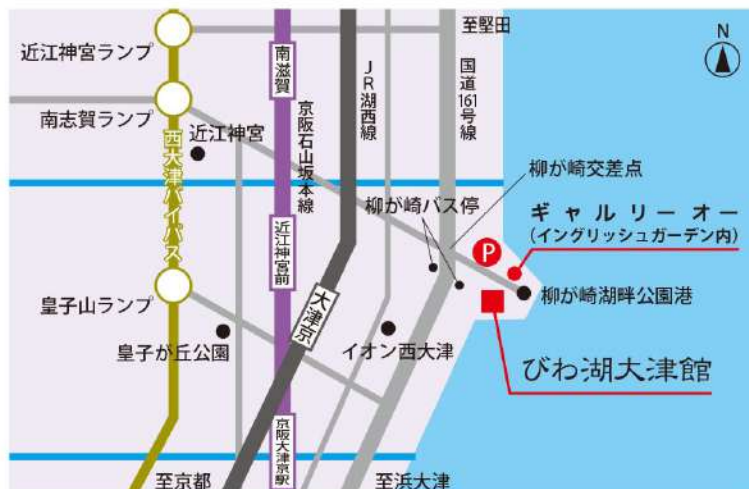 至堅田
N
近江神宮ランプ
南滋賀
JR湖西線
国道161号線
南志賀ランプ
近江神宮
京阪石山坂本線
西大津バイパス
柳が崎交差点
柳が崎バス停
ギャルリーオー
(イングリッシュガーデン内)
P
近江神宮前
皇子山ランプ
大津京
柳が崎湖畔公園港
皇子が丘公園
イオン西大津
びわ湖大津館
京阪大津京駅
至京都
至浜大津